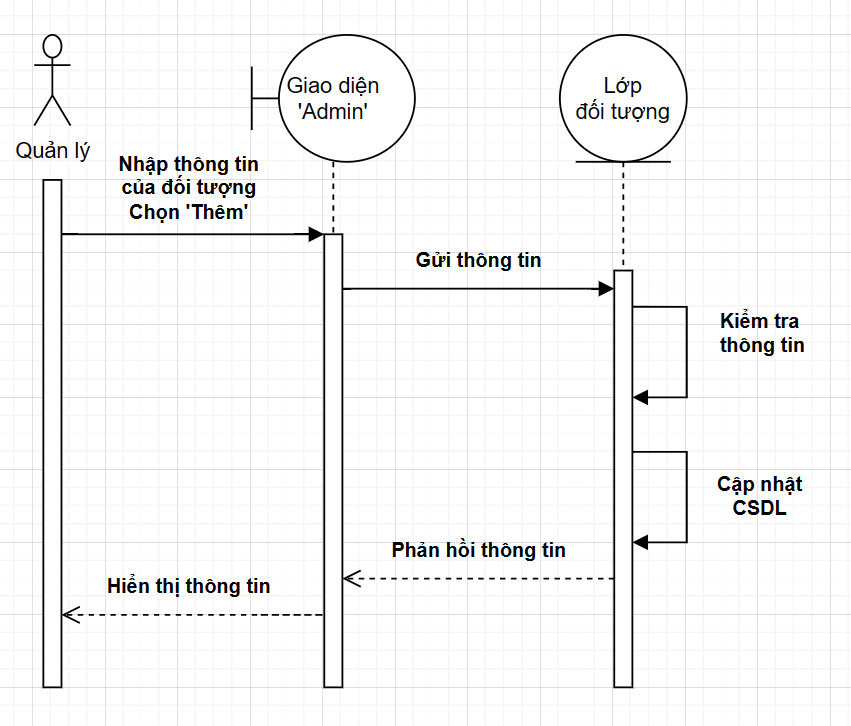 Giao diện
'Admin'
Lớp
đối tượng
Quản lý
Nhập thông tin
của đối tượng
Chọn 'Thêm'
Gửi thông tin
Kiểm tra
thông tin
Cập nhật
CSDL
Phản hồi thông tin
Hiển thị thông tin